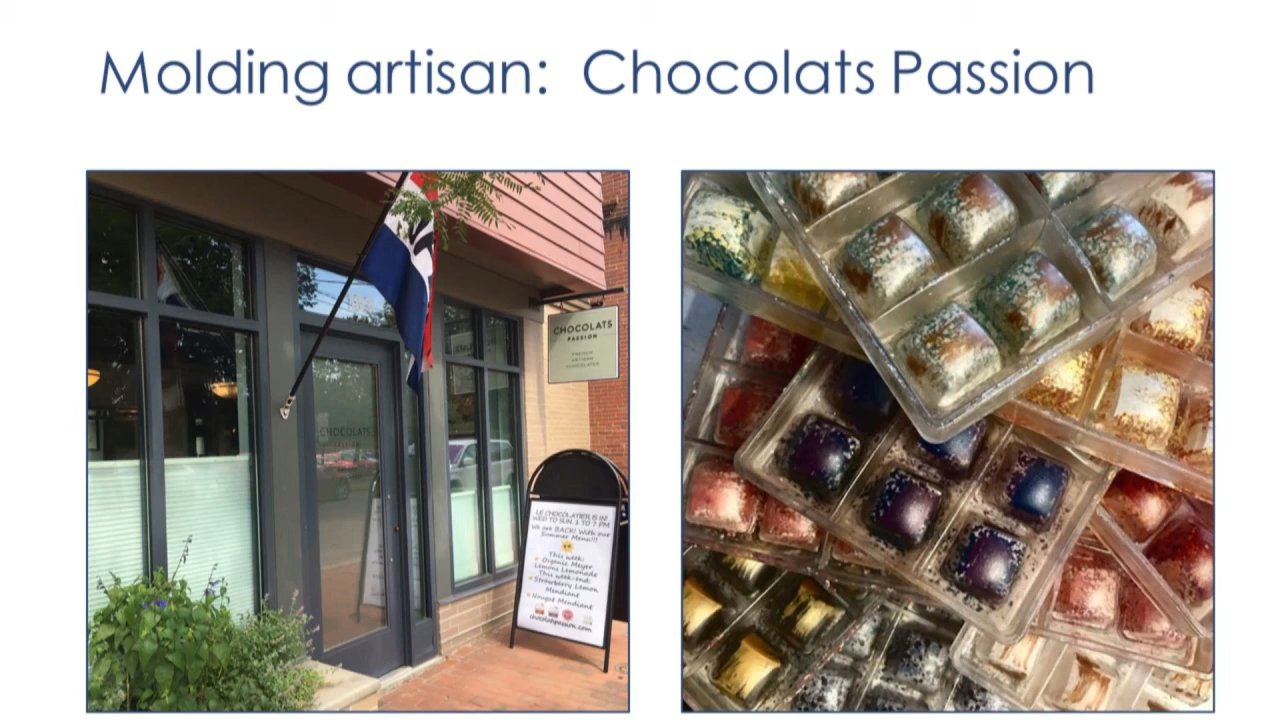 Molding artisan: Chocolats Passion
CHOCOLATS
PASSION
FRENCH
ARTISAN
CHOCOLATES
CHOCOLATS
LE CHOCOLATIER IS IN!
WED TO SUN, 1 TO 7 PM
We are BACK! With our
Summer Menu!!!
This week:
Organic Meyer
Lemons Lemonade
This week-end:
Strawberry Lemon
Mendiant
Nougat Mendiant
chocolatspassion.com